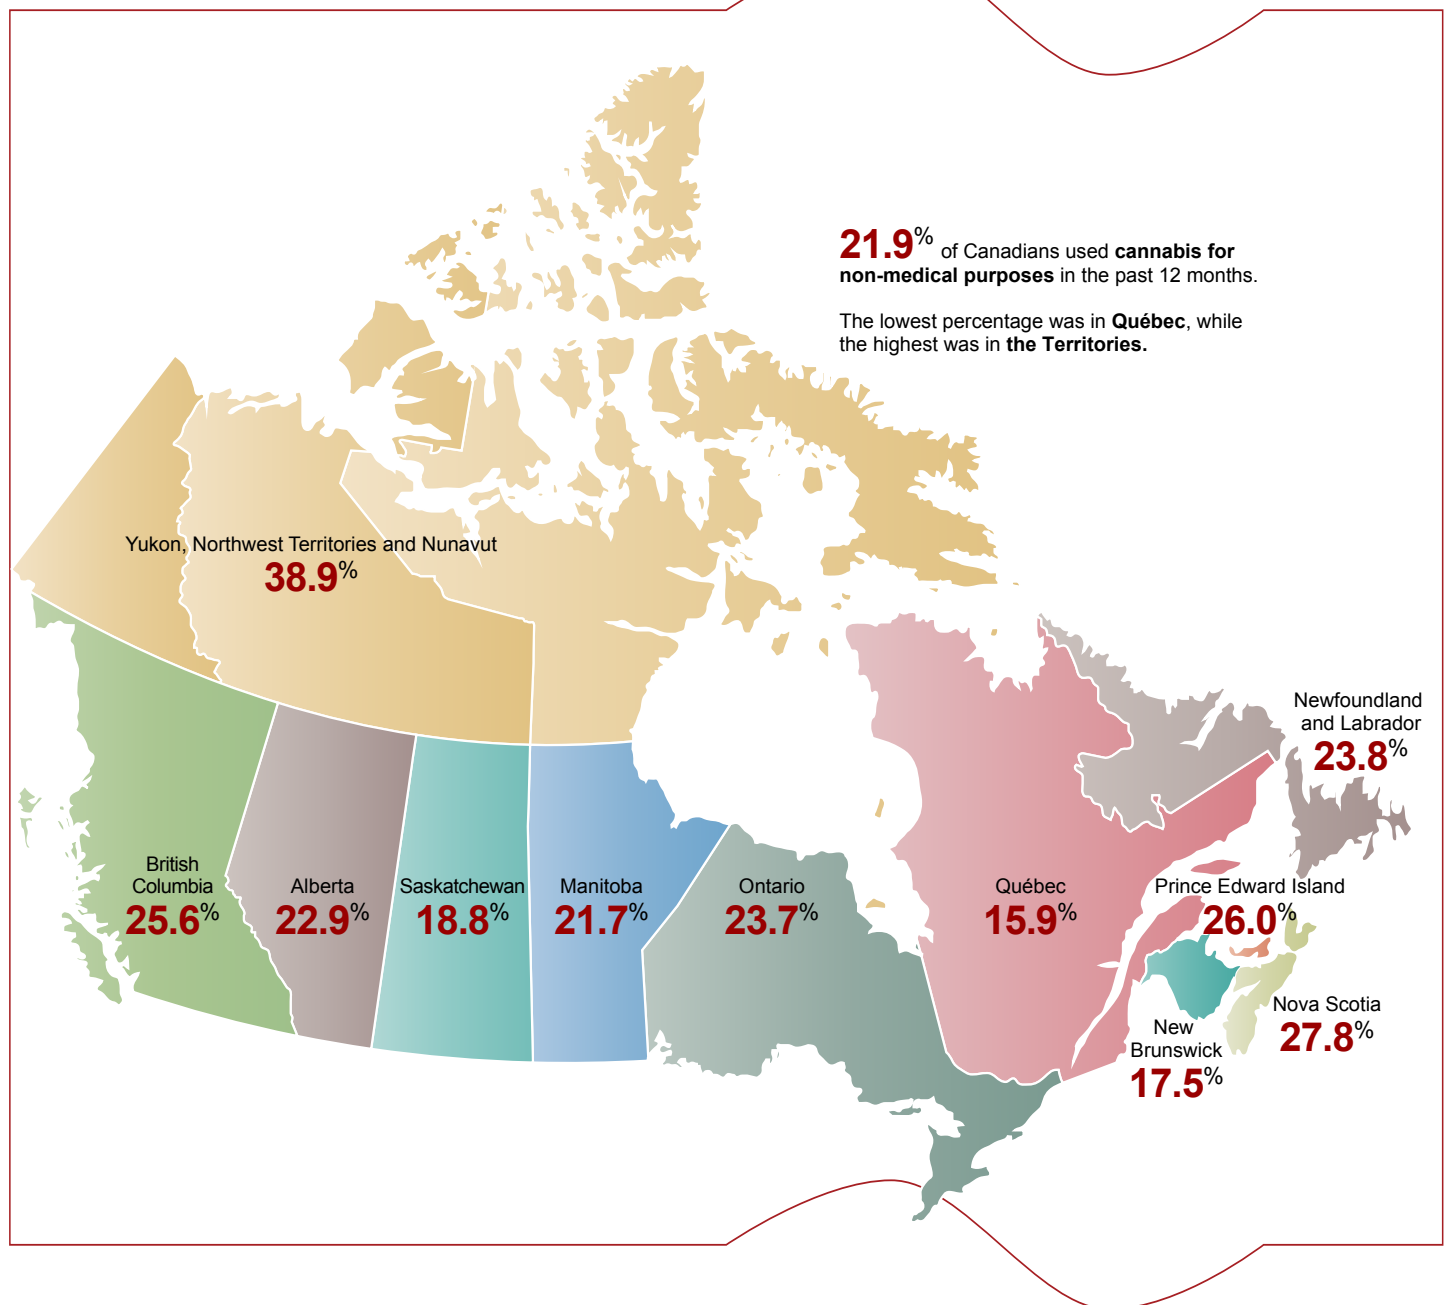 21.9% of Canadians used cannabis for
non-medical purposes in the past 12 months.
The lowest percentage was in Québec, while
the highest was in the Territories.
Yukon, Northwest Territories and Nunavut
38.9%
Newfoundland
and Labrador
23.8%
British
Columbia
25.6%
Alberta
22.9%
Saskatchewan
18.8%
Manitoba
21.7%
Ontario
23.7%
Québec
15.9%
Prince Edward Island
26.0%
Nova Scotia
27.8%
New
Brunswick
17.5%